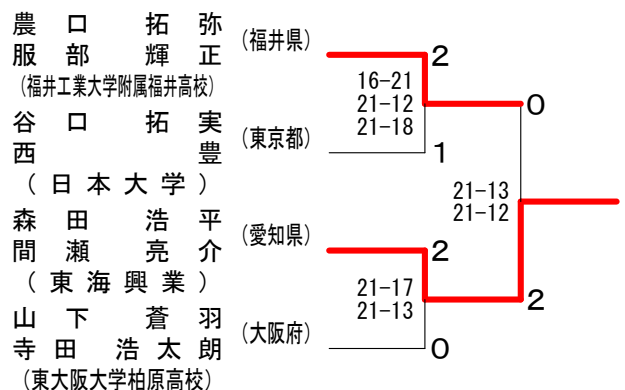 農口 拓弥
服部 輝正
(福井県)
(福井工業大学附属福井高校)
2
16-21
21-12
21-18
0
谷口 拓実
西 豊
(東京都)
(日本大学)
1
21-13
21-12
森田 浩平
間瀬 亮介
(愛知県)
(東海興業)
2
21-17
21-13
2
山下 蒼羽
寺田 浩太朗
(大阪府)
(東大阪大学柏原高校)
0